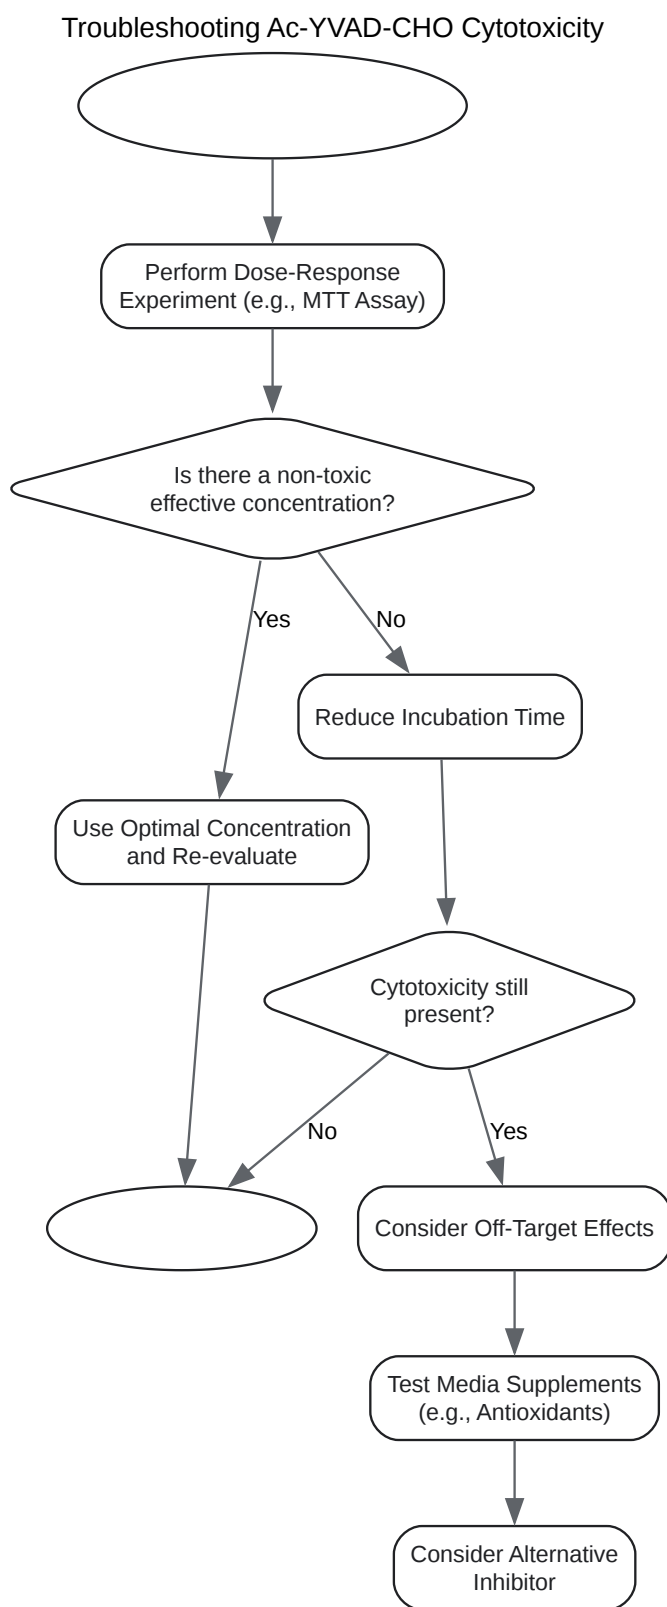 Troubleshooting Ac-YVAD-CHO Cytotoxicity
Perform Dose-Response
Experiment (e.g., MTT Assay)
Is there a non-toxic
effective concentration?
Yes
No
Reduce Incubation Time
Use Optimal Concentration
and Re-evaluate
Cytotoxicity still
present?
No
Yes
Consider Off-Target Effects
Test Media Supplements
(e.g., Antioxidants)
Consider Alternative
Inhibitor